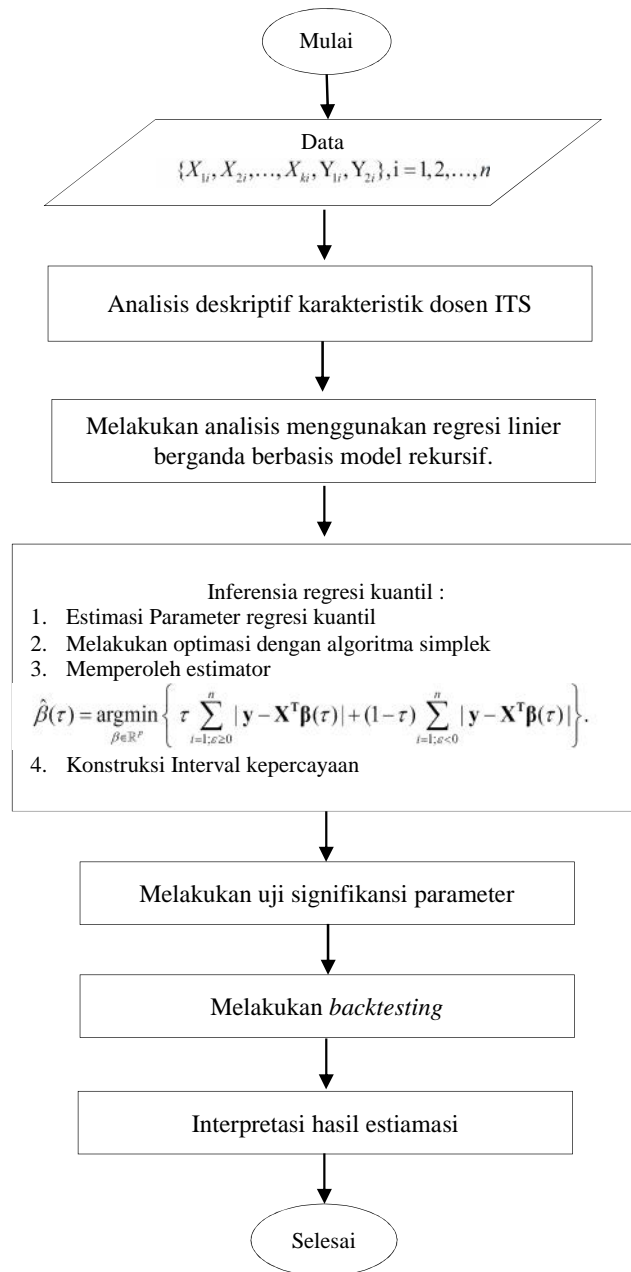 Mulai
Data
{X_{1i}, X_{2i}, …, X_{ki}, Y_{1i}, Y_{2i}}, i = 1, 2, …, n
Analisis deskriptif karakteristik dosen ITS
Melakukan analisis menggunakan regresi linier
berganda berbasis model rekursif.
Inferensia regresi kuantil :
1. Estimasi Parameter regresi kuantil
2. Melakukan optimasi dengan algoritma simplek
3. Memperoleh estimator
β̂(τ) = argmin_{β∈ℝ^p} { τ ∑_{i=1;ε≥0}^{n} | y − X^T β(τ)| + (1−τ) ∑_{i=1;ε<0}^{n} | y − X^T β(τ)| }.
4. Konstruksi Interval kepercayaan
Melakukan uji signifikansi parameter
Melakukan backtesting
Interpretasi hasil estiamasi
Selesai